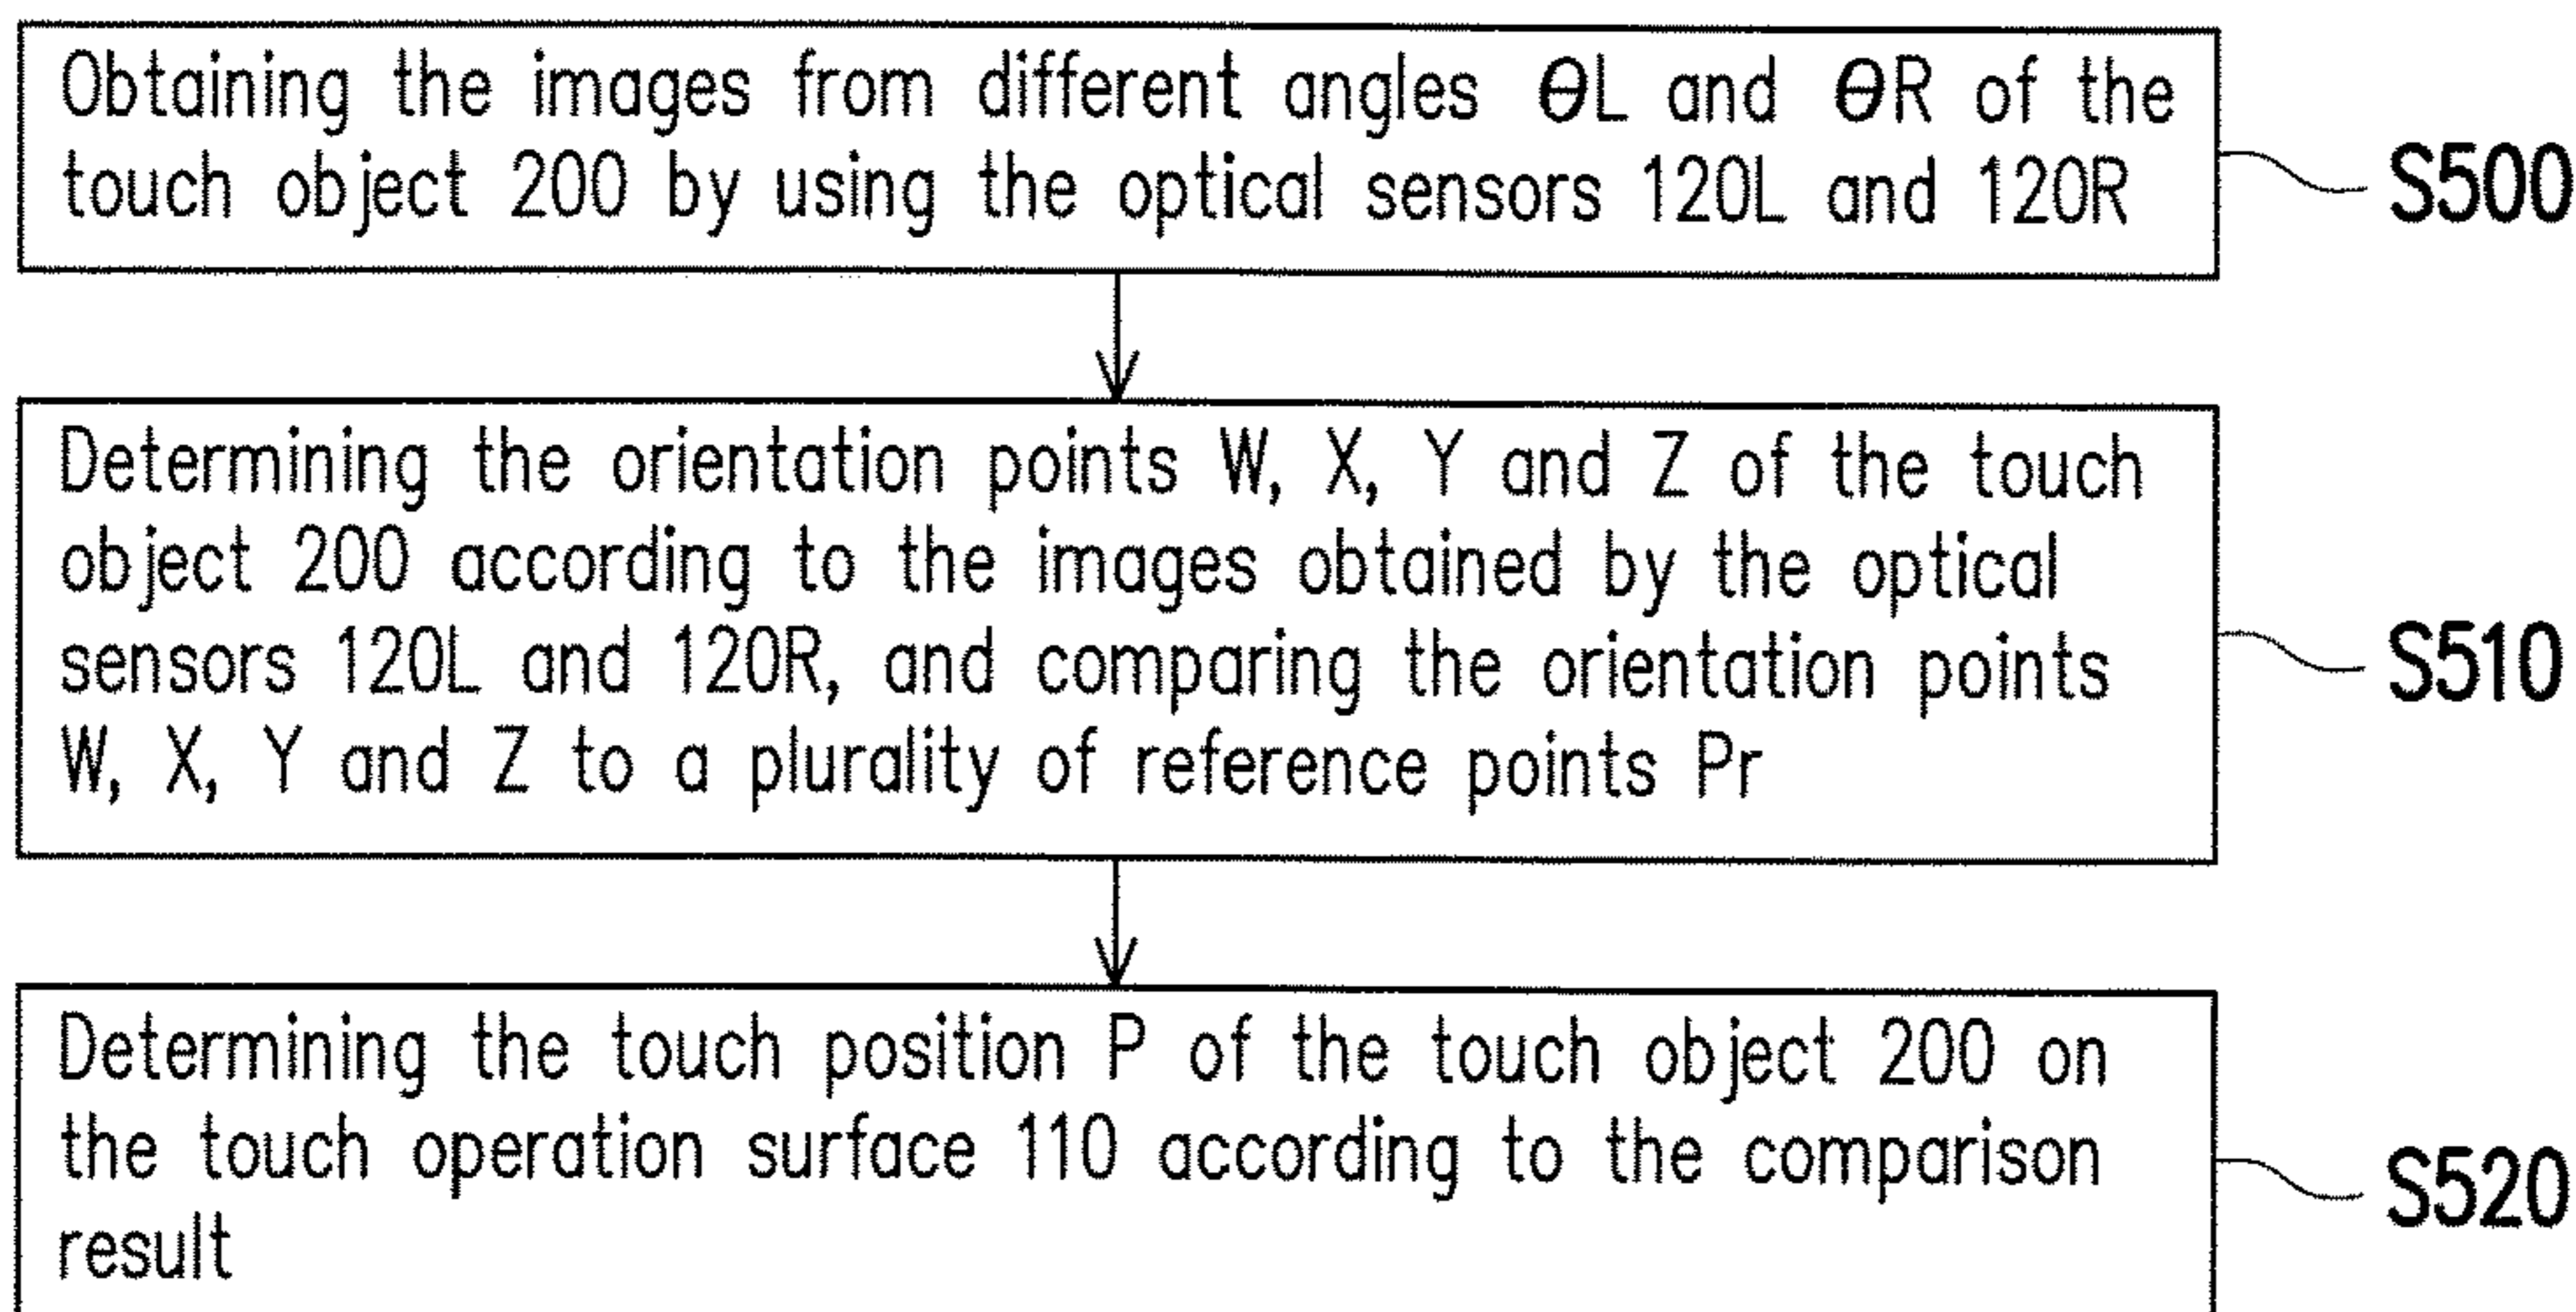 Obtaining the images from different angles ΘL and ΘR of the
touch object 200 by using the optical sensors 120L and 120R
S500
Determining the orientation points W, X, Y and Z of the touch
object 200 according to the images obtained by the optical
sensors 120L and 120R, and comparing the orientation points
W, X, Y and Z to a plurality of reference points Pr
S510
Determining the touch position P of the touch object 200 on
the touch operation surface 110 according to the comparison
result
S520